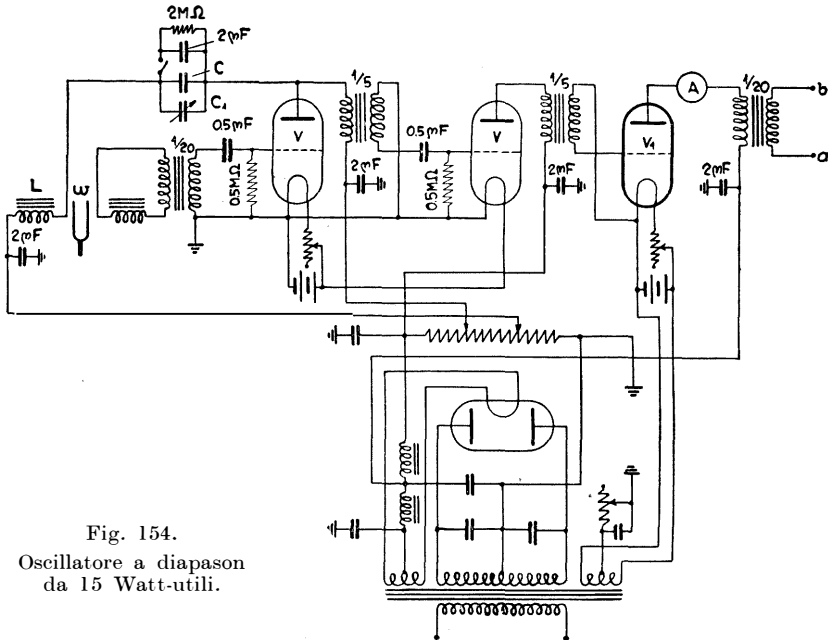 2MΩ
2mF
C
C₁
1/5
1/5
1/20
A
b
a
0.5mF
V
0.5mF
V
V₁
1/20
0.5MΩ
2mF
0.5MΩ
2mF
2mF
L
ω
2mF
Fig. 154.
Oscillatore a diapason
da 15 Watt-utili.